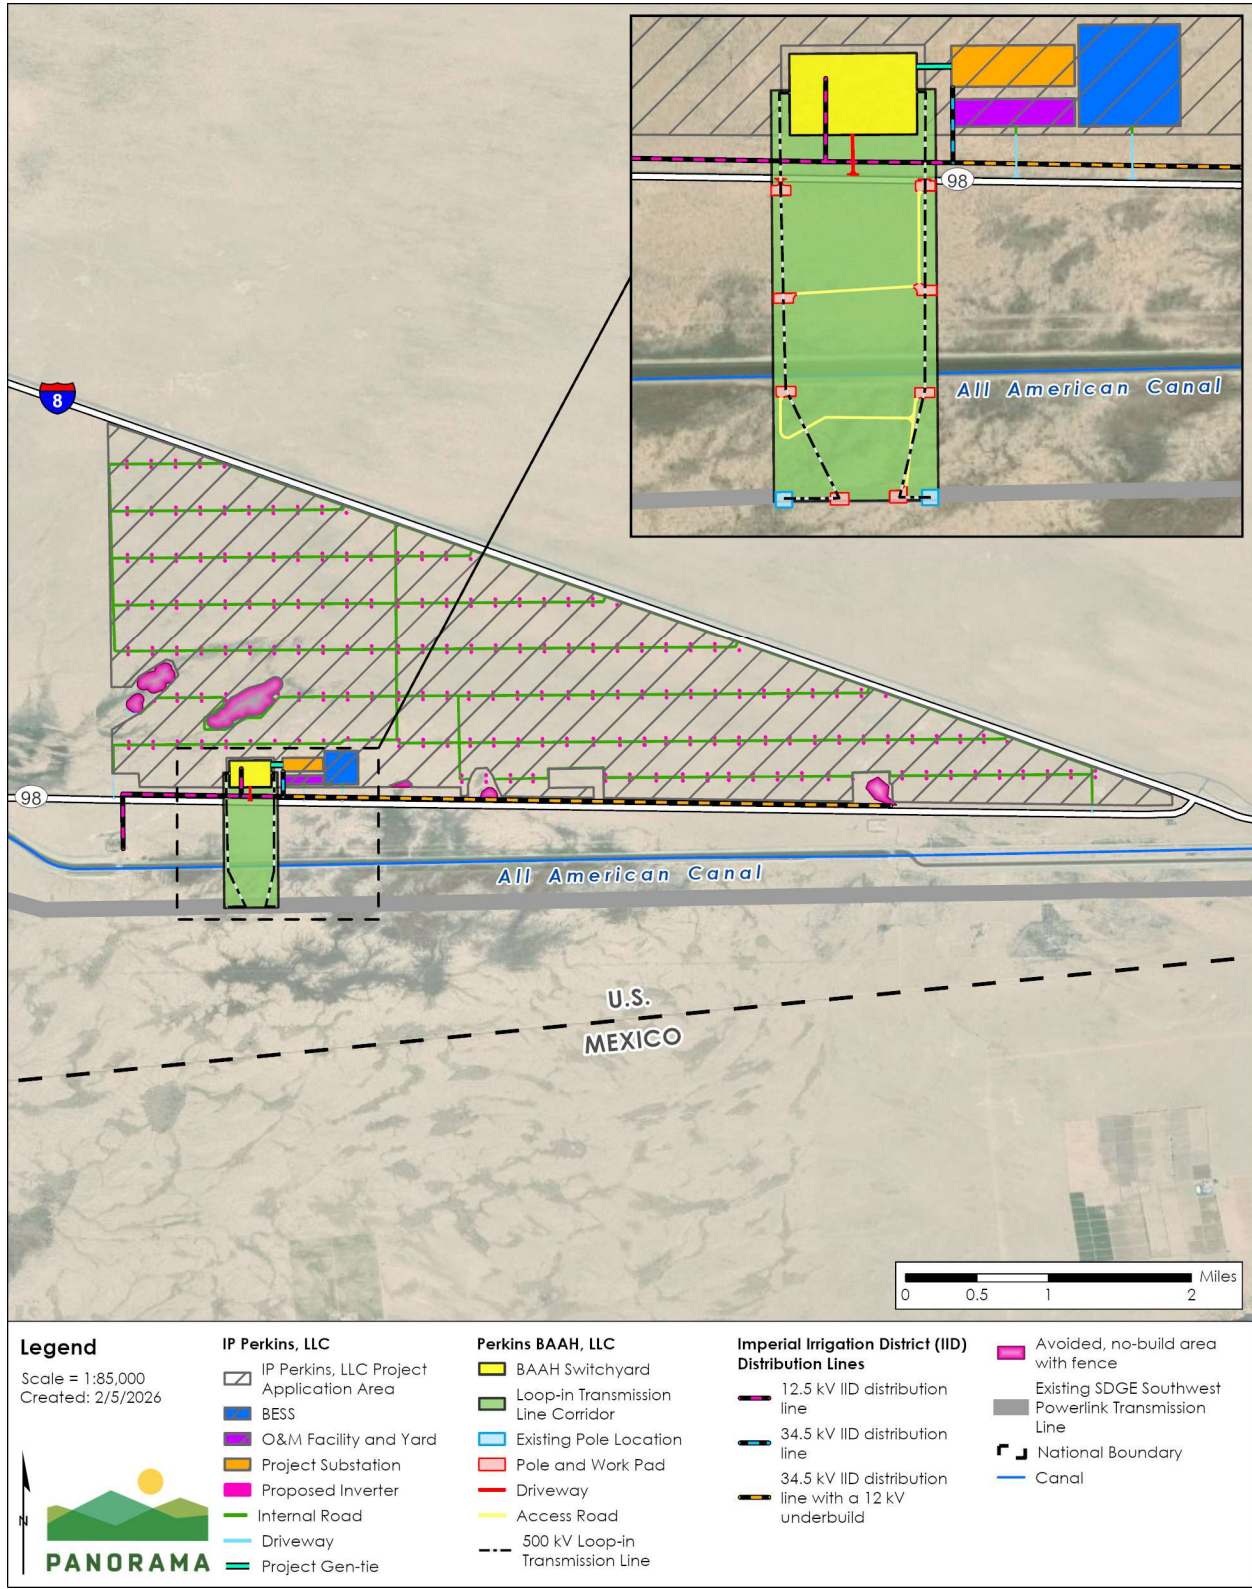 98
All American Canal
8
98
All American Canal
U.S.
MEXICO
Miles
0 0.5 1 2
Legend
Scale = 1:85,000
Created: 2/5/2026
N
PANORAMA
IP Perkins, LLC
IP Perkins, LLC Project
Application Area
BESS
O&M Facility and Yard
Project Substation
Proposed Inverter
Internal Road
Driveway
Project Gen-tie
Perkins BAAH, LLC
BAAH Switchyard
Loop-in Transmission
Line Corridor
Existing Pole Location
Pole and Work Pad
Driveway
Access Road
500 kV Loop-in
Transmission Line
Imperial Irrigation District (IID)
Distribution Lines
12.5 kV IID distribution
line
34.5 kV IID distribution
line
34.5 kV IID distribution
line with a 12 kV
underbuild
Avoided, no-build area
with fence
Existing SDGE Southwest
Powerlink Transmission
Line
National Boundary
Canal